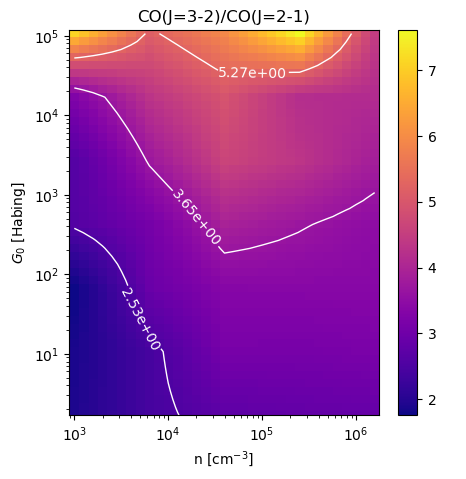 CO(J=3-2)/CO(J=2-1)
10⁵
10⁴
10³
10²
10¹
G₀ [Habing]
5.27e+00
3.65e+00
2.53e+00
10³
10⁴
10⁵
10⁶
n [cm⁻³]
7
6
5
4
3
2